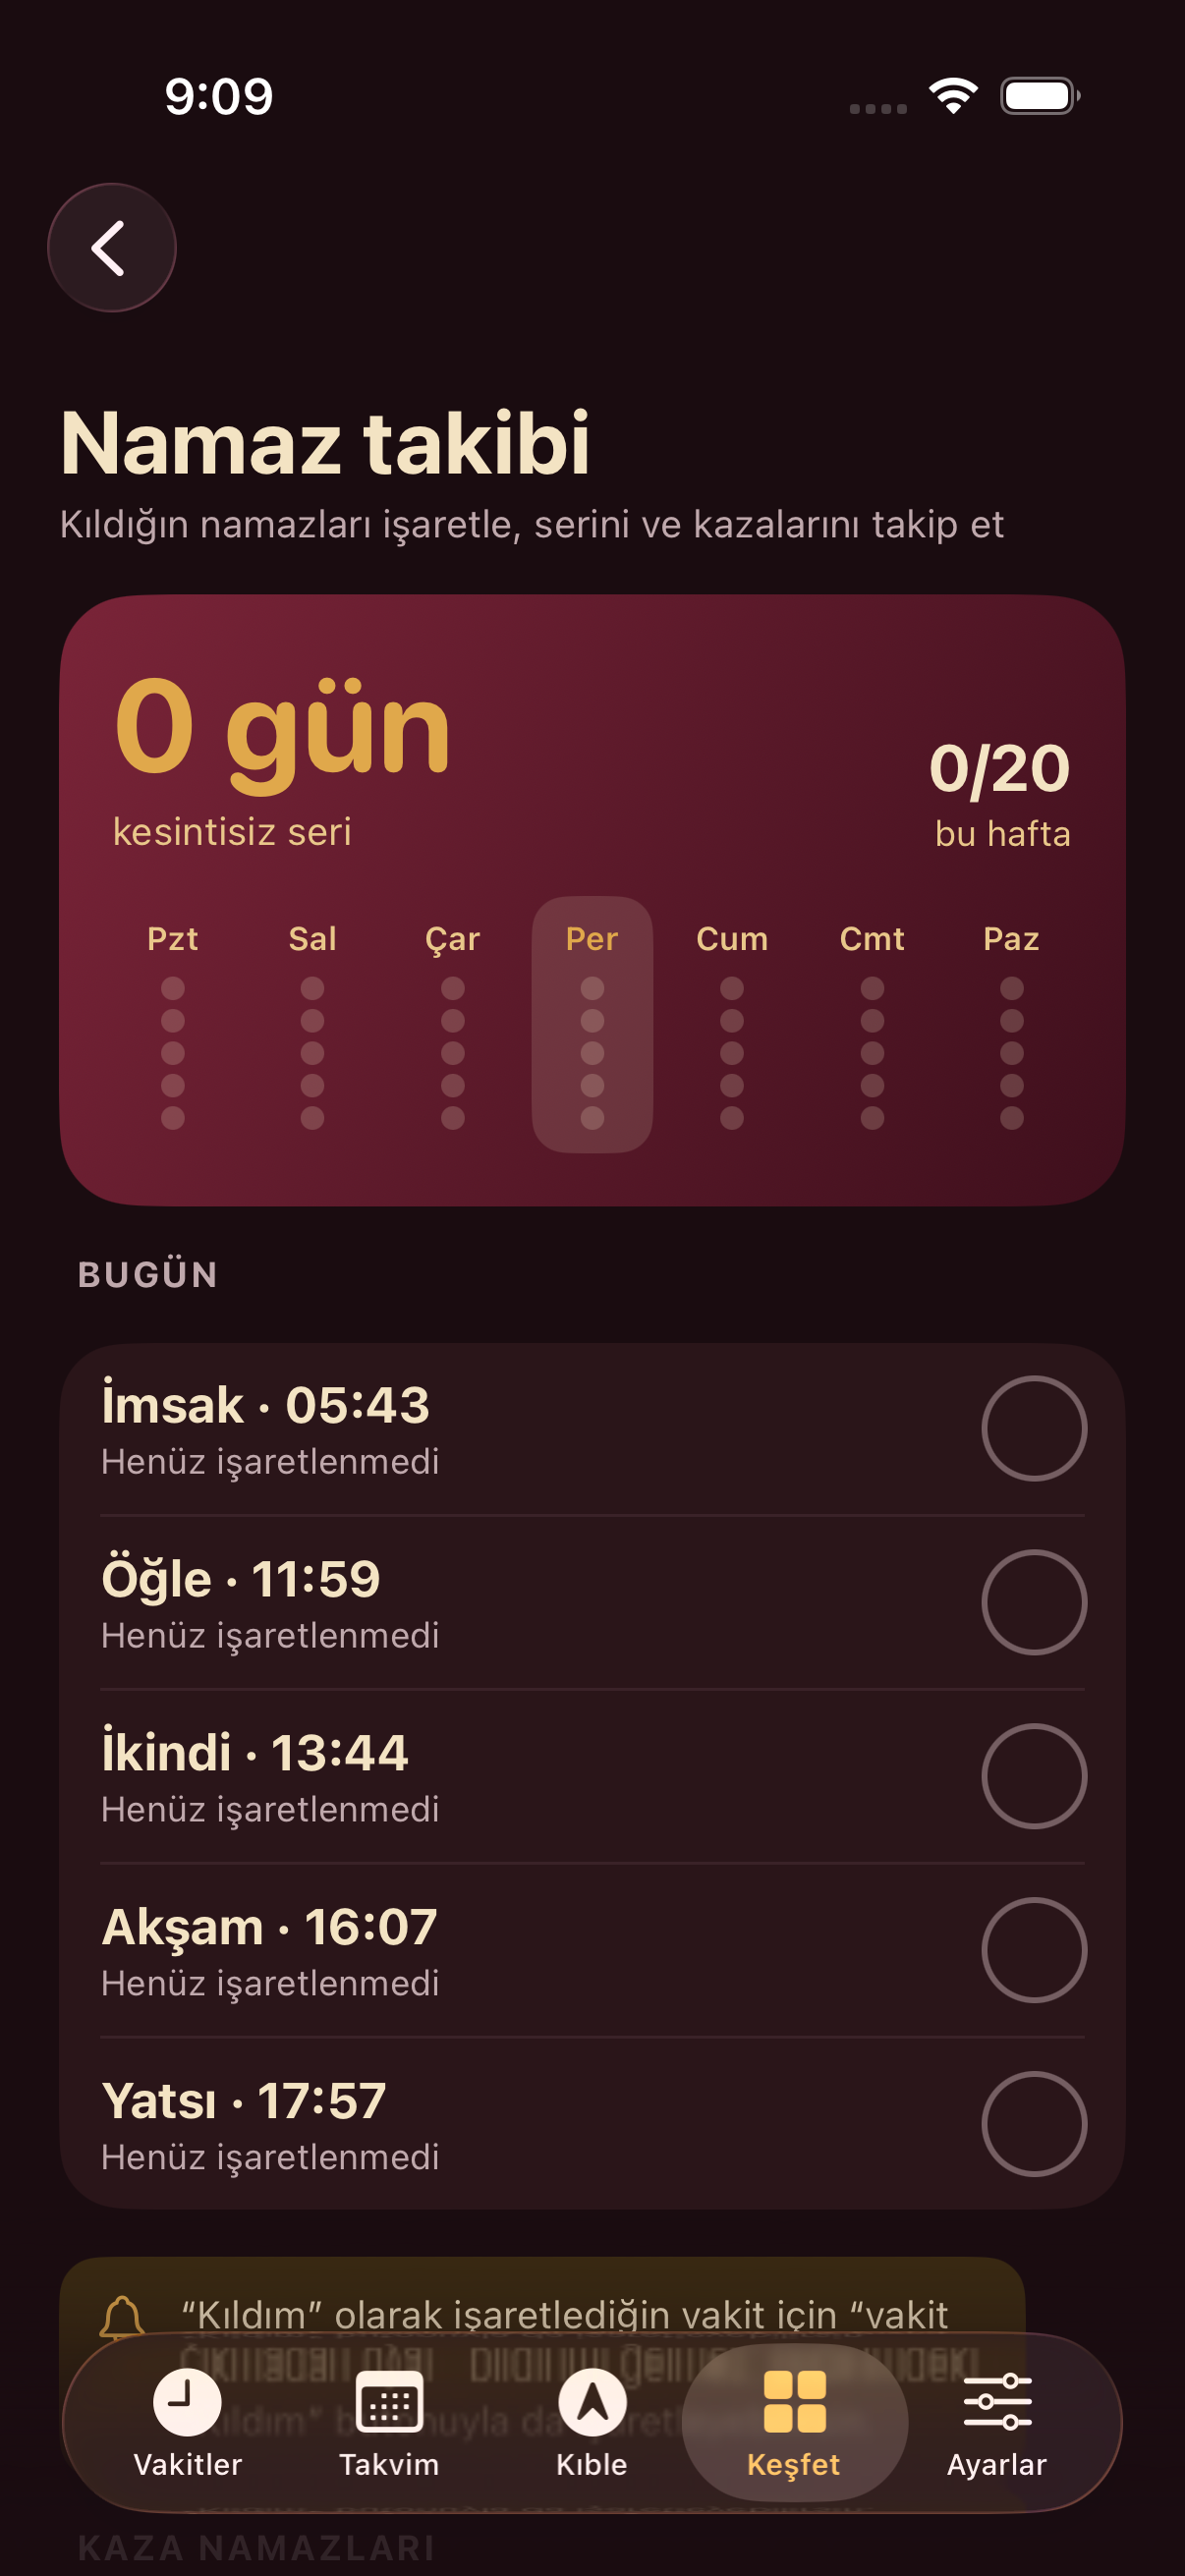 9:09
Namaz takibi
Kıldığın namazları işaretle, serini ve kazalarını takip et
0 gün
kesintisiz seri
0/20
bu hafta
Pzt Sal Çar Per Cum Cmt Paz
BUGÜN
İmsak · 05:43
Henüz işaretlenmedi
Öğle · 11:59
Henüz işaretlenmedi
İkindi · 13:44
Henüz işaretlenmedi
Akşam · 16:07
Henüz işaretlenmedi
Yatsı · 17:57
Henüz işaretlenmedi
“Kıldım” olarak işaretlediğin vakit için “vakit
Vakitler Takvim Kıble Keşfet Ayarlar
KAZA NAMAZLARI